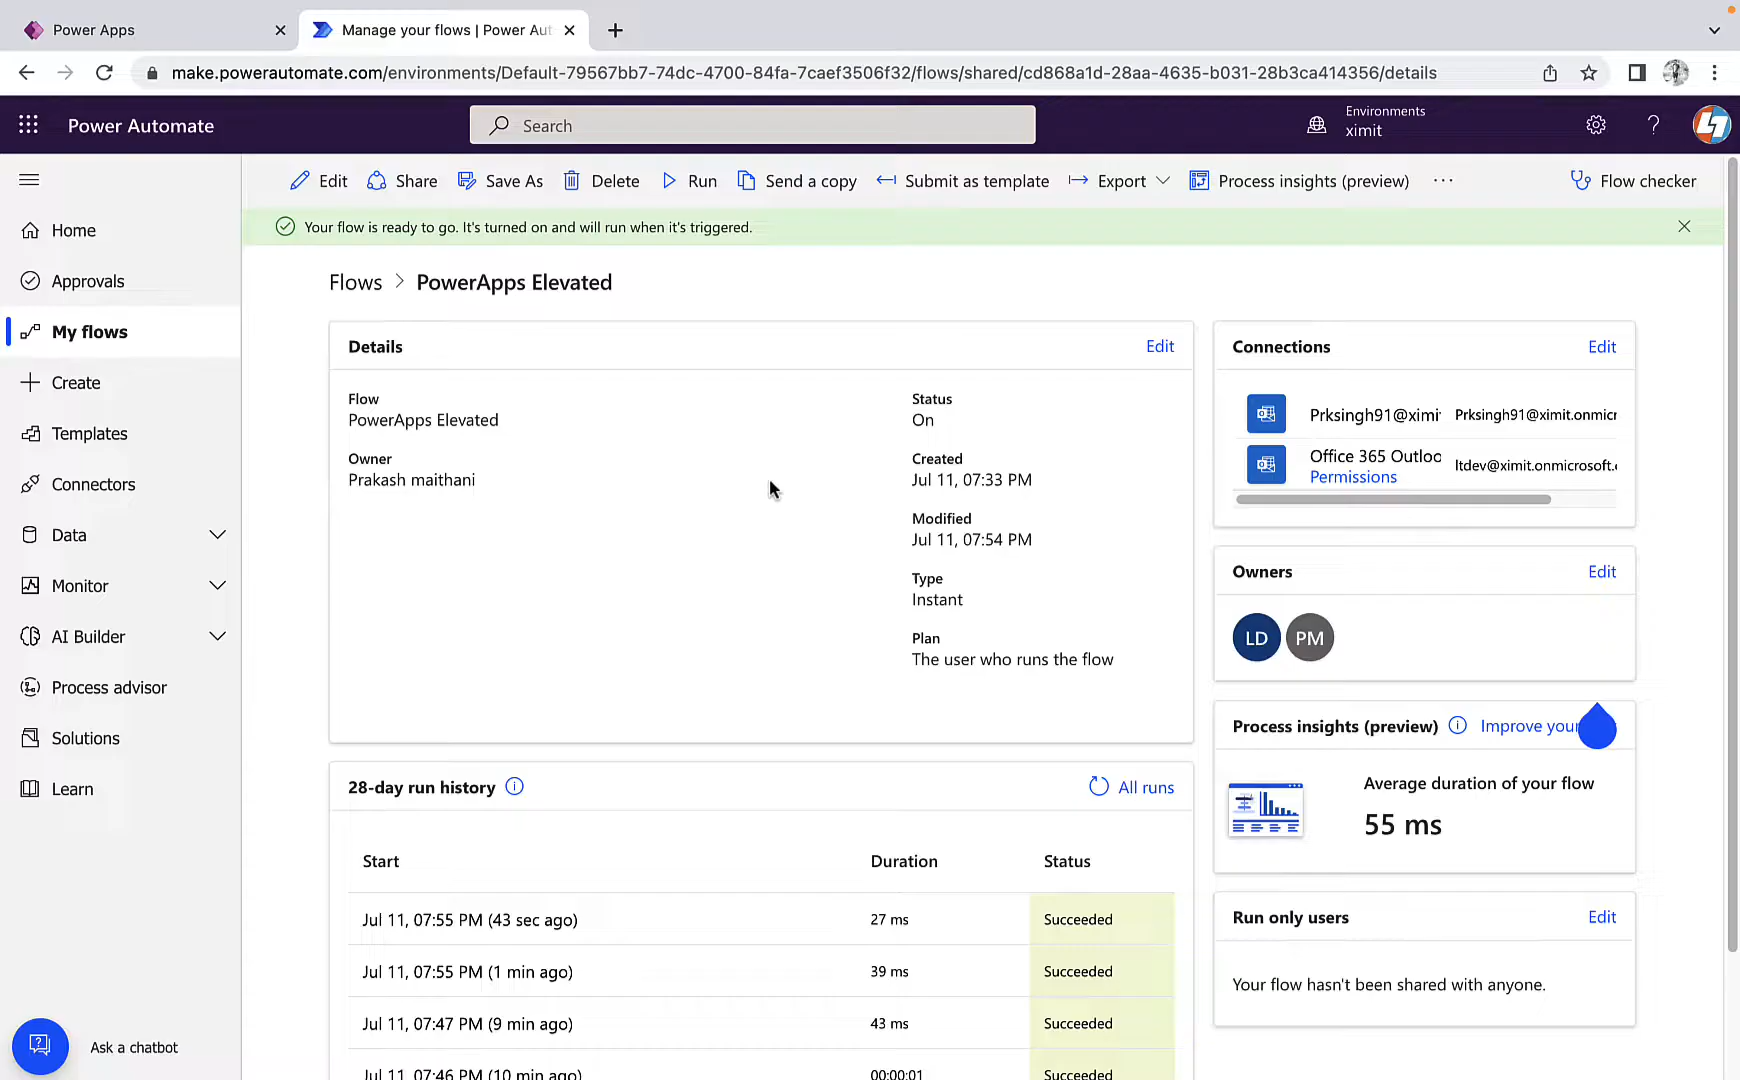 Power Apps
Manage your flows | Power Aut
make.powerautomate.com/environments/Default-79567bb7-74dc-4700-84fa-7caef3506f32/flows/shared/cd868a1d-28aa-4635-b031-28b3ca414356/details
Power Automate
Search
Environments
ximit
Edit
Share
Save As
Delete
Run
Send a copy
Submit as template
Export
Process insights (preview)
Flow checker
Your flow is ready to go. It's turned on and will run when it's triggered.
Home
Approvals
My flows
Create
Templates
Connectors
Data
Monitor
AI Builder
Process advisor
Solutions
Learn
Ask a chatbot
Flows > PowerApps Elevated
Details
Edit
Flow
PowerApps Elevated
Owner
Prakash maithani
Status
On
Created
Jul 11, 07:33 PM
Modified
Jul 11, 07:54 PM
Type
Instant
Plan
The user who runs the flow
28-day run history
All runs
Start Duration Status
Jul 11, 07:55 PM (43 sec ago) 27 ms Succeeded
Jul 11, 07:55 PM (1 min ago) 39 ms Succeeded
Jul 11, 07:47 PM (9 min ago) 43 ms Succeeded
Jul 11, 07:46 PM (10 min ago) 00:00:01 Succeeded
Connections
Edit
Prksingh91@ximi Prksingh91@ximit.onmicr
Office 365 Outloo ltdev@ximit.onmicrosoft.
Permissions
Owners
Edit
LD PM
Process insights (preview)
Improve your
Average duration of your flow
55 ms
Run only users
Edit
Your flow hasn't been shared with anyone.